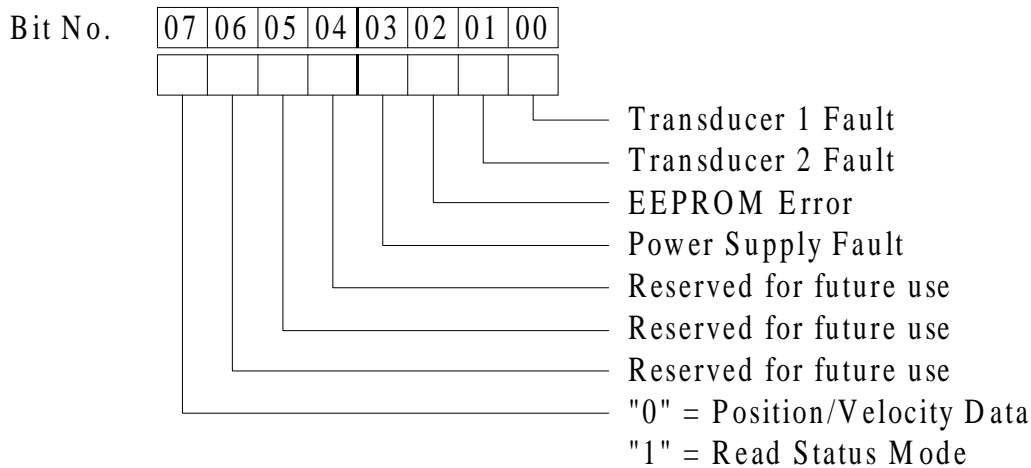 Bit No. 07 06 05 04 03 02 01 00
Transducer 1 Fault
Transducer 2 Fault
EEPROM Error
Power Supply Fault
Reserved for future use
Reserved for future use
Reserved for future use
"0" = Position/Velocity Data
"1" = Read Status Mode